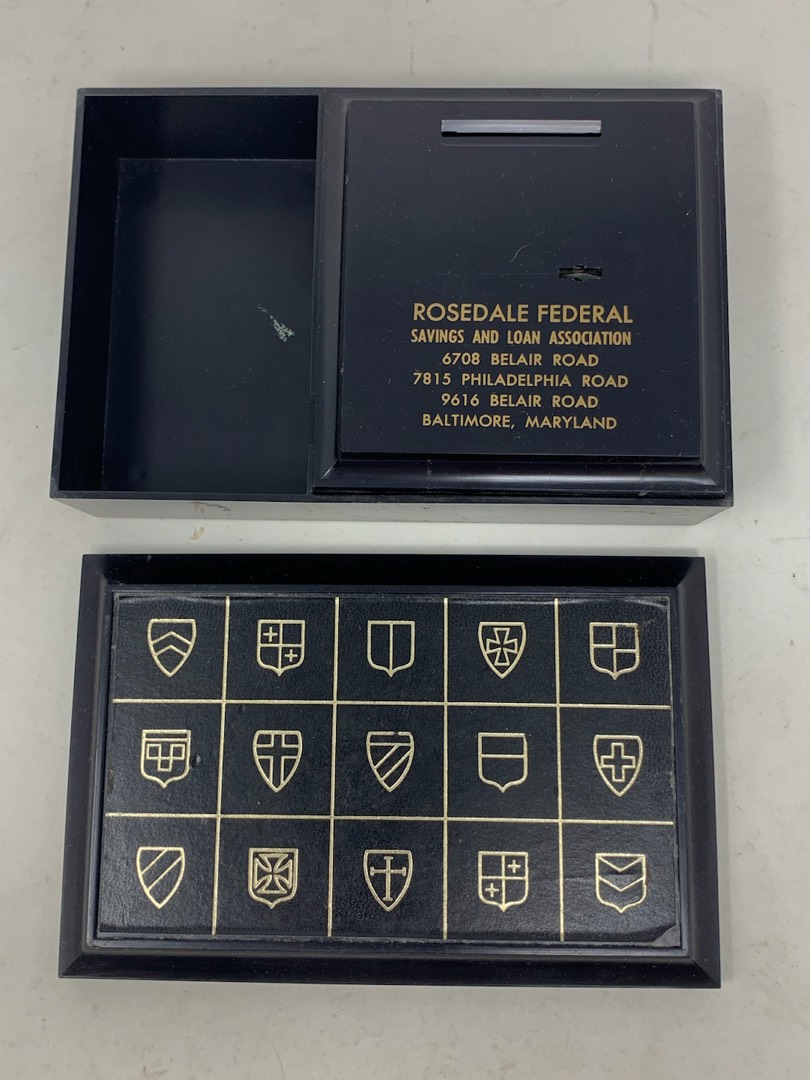 ROSEDALE FEDERAL
SAVINGS AND LOAN ASSOCIATION
6708 BELAIR ROAD
7815 PHILADELPHIA ROAD
9616 BELAIR ROAD
BALTIMORE, MARYLAND